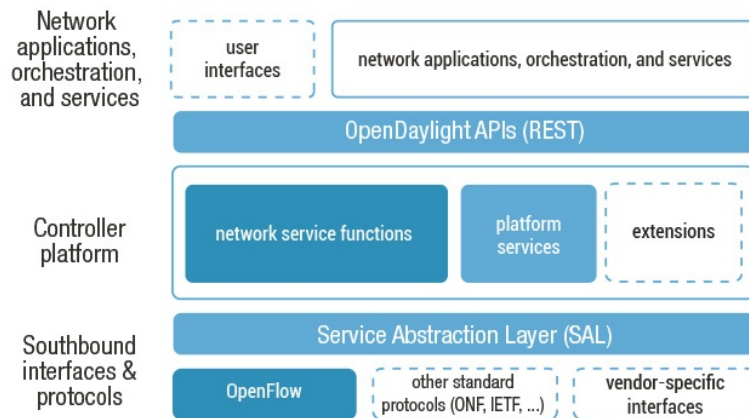 Network
applications,
orchestration,
and services
user
interfaces
network applications, orchestration, and services
OpenDaylight APIs (REST)
Controller
platform
network service functions
platform
services
extensions
Southbound
interfaces &
protocols
Service Abstraction Layer (SAL)
OpenFlow
other standard
protocols (ONF, IETF, ...)
vendor-specific
interfaces